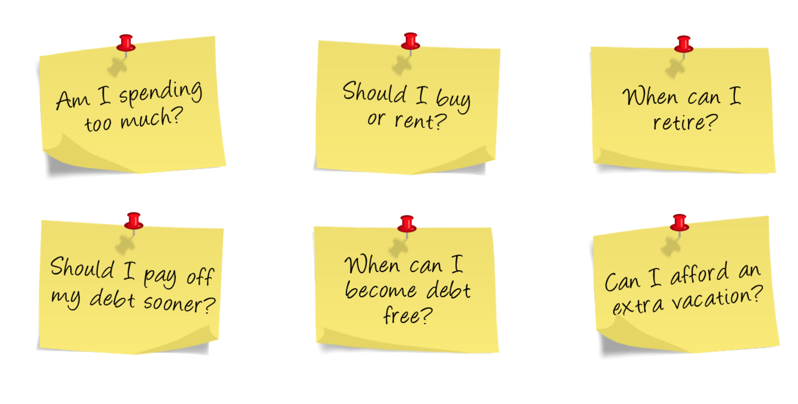 Am I spending
too much?
Should I buy
or rent?
When can I
retire?
Should I pay off
my debt sooner?
When can I
become debt
free?
Can I afford an
extra vacation?